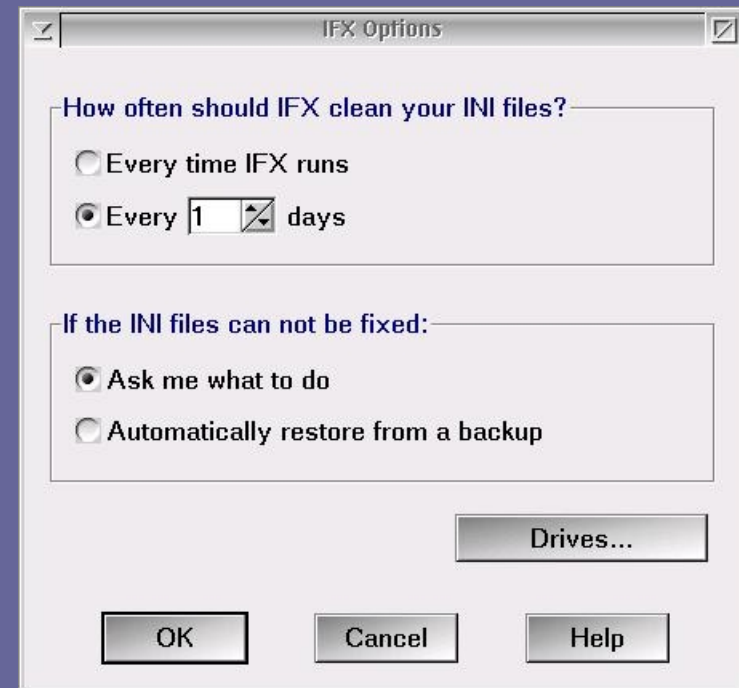 IFX Options
How often should IFX clean your INI files?
Every time IFX runs
Every 1 days
If the INI files can not be fixed:
Ask me what to do
Automatically restore from a backup
Drives...
OK Cancel Help